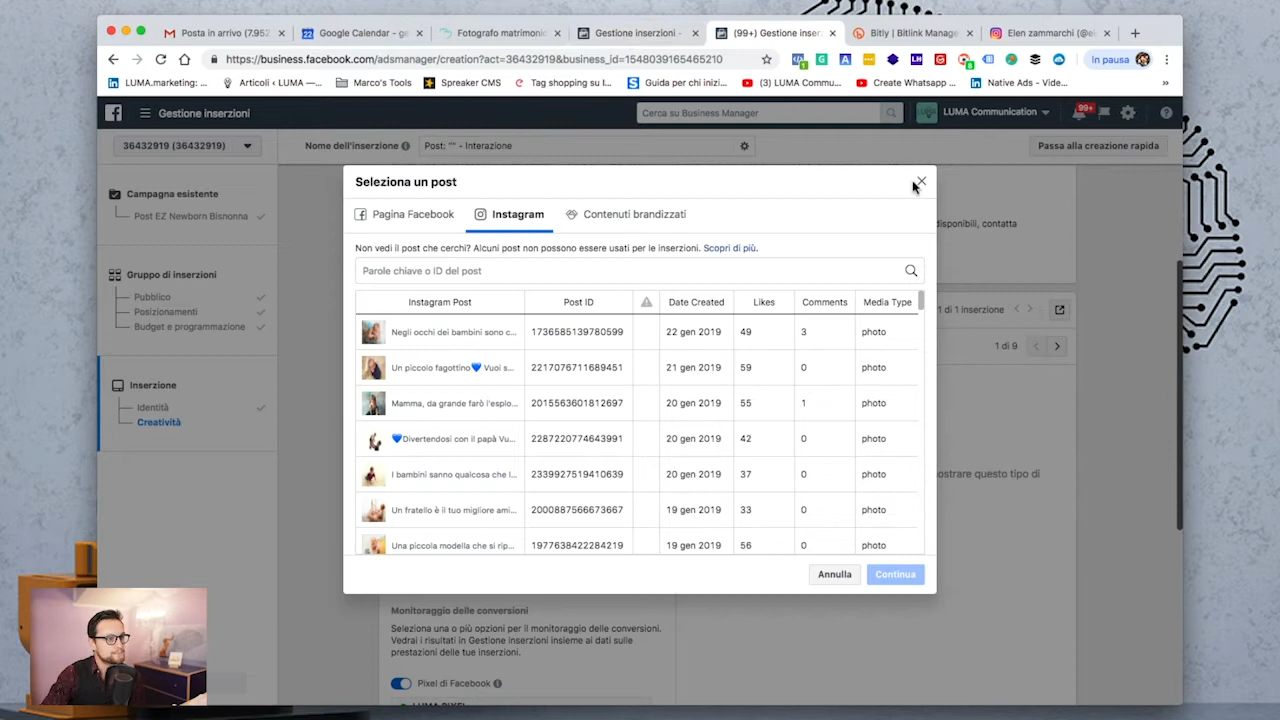 Posta in arrivo (7.952
Google Calendar - ge
Fotografo matrimonic
Gestione inserzioni -
(99+) Gestione inser
Bitly | Bitlink Manage
Elen zammarchi (@el
https://business.facebook.com/adsmanager/creation?act=36432919&business_id=1548039165465210
In pausa
LUMA.marketing: ...
Articoli ‹ LUMA —...
Marco's Tools
Spreaker CMS
Tag shopping su I...
Guida per chi inizi...
(3) LUMA Commu...
Create Whatsapp ...
Native Ads - Vide...
»
Gestione inserzioni
Cerca su Business Manager
LUMA Communication
99+
36432919 (36432919)
Nome dell'inserzione
Post: "" - Interazione
Passa alla creazione rapida
Campagna esistente
Post EZ Newborn Bisnonna
Gruppo di inserzioni
Pubblico
Posizionamenti
Budget e programmazione
Inserzione
Identità
Creatività
Seleziona un post
Pagina Facebook
Instagram
Contenuti brandizzati
Non vedi il post che cerchi? Alcuni post non possono essere usati per le inserzioni. Scopri di più.
Parole chiave o ID del post
Instagram Post Post ID Date Created Likes Comments Media Type
Negli occhi dei bambini sono c... 1736585139780599 22 gen 2019 49 3 photo
Un piccolo fagottino💙 Vuoi s... 2217076711689451 21 gen 2019 59 0 photo
Mamma, da grande farò l'esplo... 2015563601812697 20 gen 2019 55 1 photo
💙Divertendosi con il papà Vu... 2287220774643991 20 gen 2019 42 0 photo
I bambini sanno qualcosa che l... 2339927519410639 20 gen 2019 37 0 photo
Un fratello è il tuo migliore ami... 2000887566673667 19 gen 2019 33 0 photo
Una piccola modella che si rip... 1977638422284219 19 gen 2019 56 0 photo
Annulla
Continua
disponibili, contatta
di 1 inserzione
1 di 9
mostrare questo tipo di
Monitoraggio delle conversioni
Seleziona una o più opzioni per il monitoraggio delle conversioni.
Vedrai i risultati in Gestione inserzioni insieme ai dati sulle
prestazioni delle tue inserzioni.
Pixel di Facebook
LUMA PIXEL